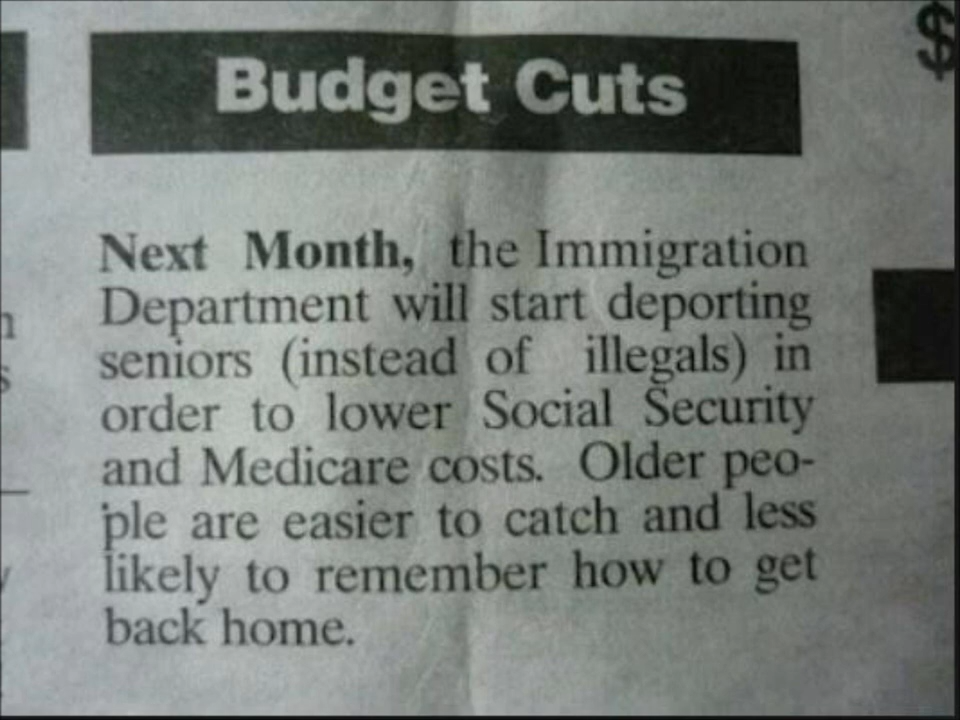 $
Budget Cuts
Next Month, the Immigration
Department will start deporting
seniors (instead of illegals) in
order to lower Social Security
and Medicare costs. Older peo-
ple are easier to catch and less
likely to remember how to get
back home.